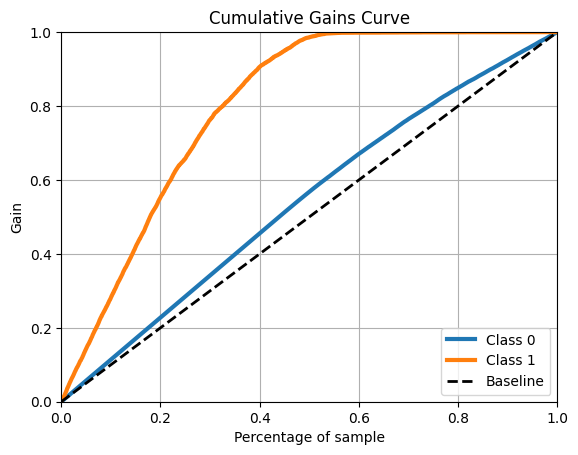 Cumulative Gains Curve
1.0
0.8
0.6
0.4
0.2
0.0
Gain
0.0 0.2 0.4 0.6 0.8 1.0
Percentage of sample
Class 0
Class 1
Baseline